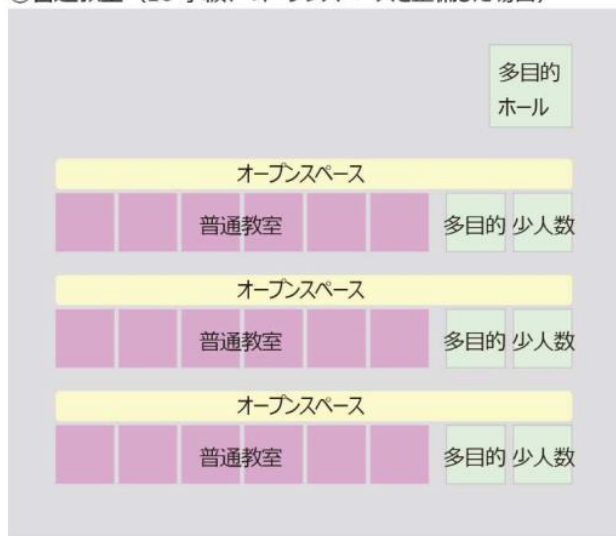 多目的
ホール
オープンスペース
普通教室 多目的 少人数
オープンスペース
普通教室 多目的 少人数
オープンスペース
普通教室 多目的 少人数